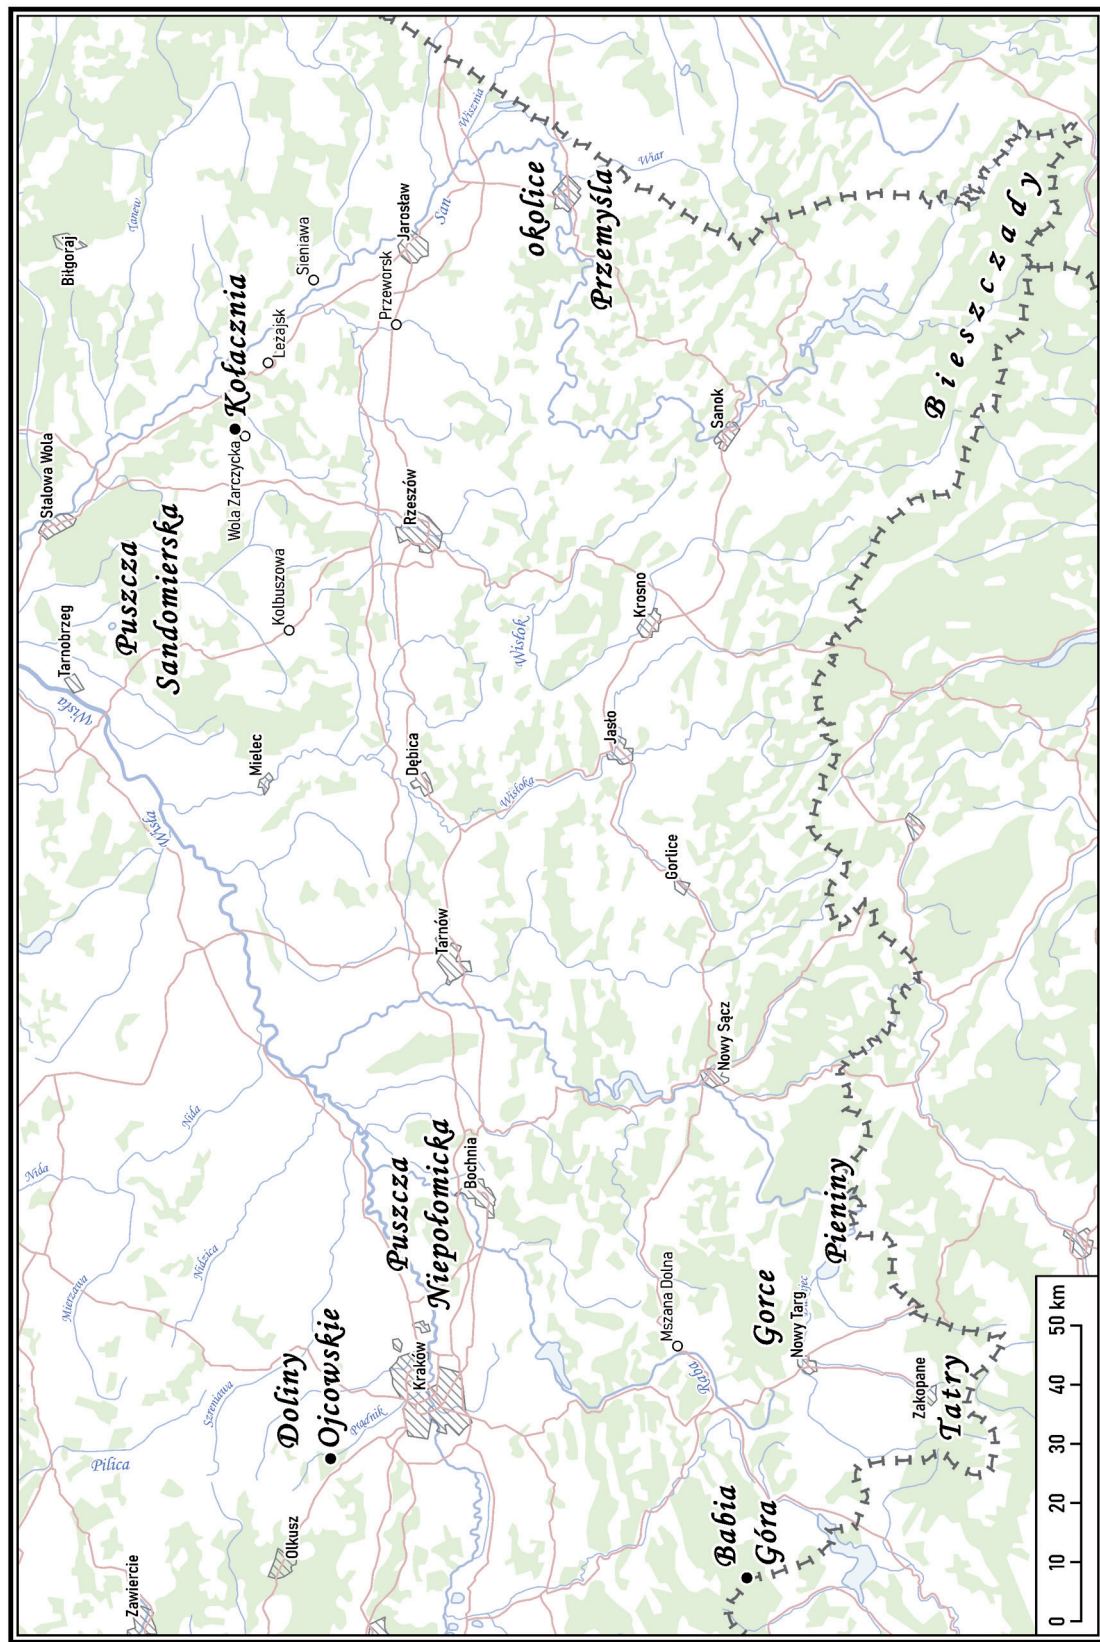 Zawiercie
Olkusz
Pilica
Szreniawa
Mierzawa
Nida
Nida
Nidzica
Doliny
Ojcowskie
Prądnik
Kraków
Puszcza
Niepołomicka
Bochnia
Tarnów
Wisła
Wisła
Tarnobrzeg
Mielec
Dębica
Puszcza
Sandomierska
Stalowa Wola
Kolbuszowa
Wola Zarczycka
Kołacznia
Leżajsk
Sieniawa
Biłgoraj
Tanew
Rzeszów
Przeworsk
Jarosław
San
Wisznia
okolice
Przemyśla
Wiar
Wisłok
Wisłoka
Babia
Góra
Raba
Mszana Dolna
Gorce
Nowy Targ
Zakopane
Tatry
Pieniny
Nowy Sącz
Gorlice
Jasło
Krosno
Sanok
Bieszczady
0 10 20 30 40 50 km